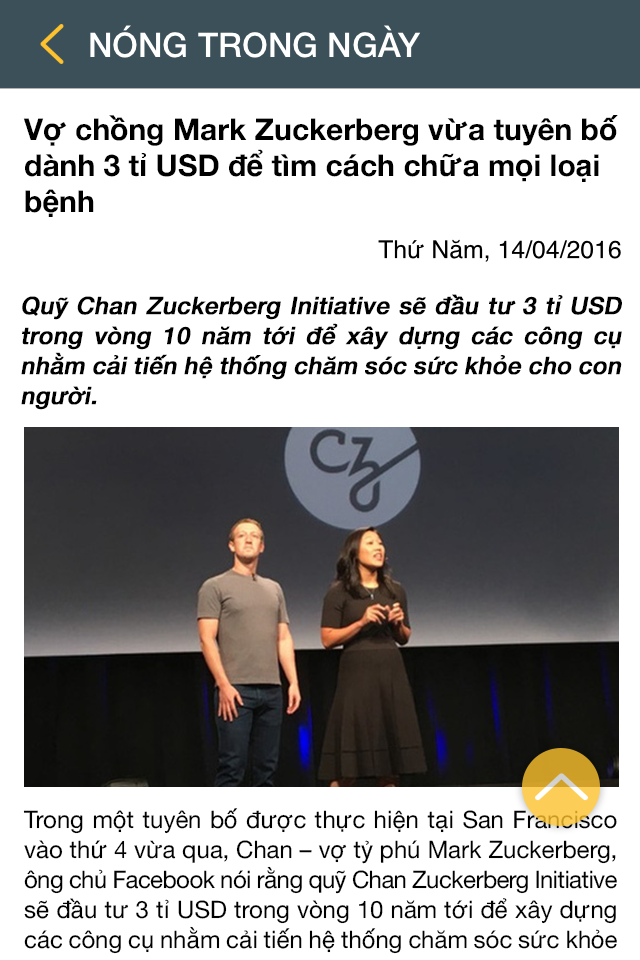 NÓNG TRONG NGÀY
Vợ chồng Mark Zuckerberg vừa tuyên bố
dành 3 tỉ USD để tìm cách chữa mọi loại
bệnh
Thứ Năm, 14/04/2016
Quỹ Chan Zuckerberg Initiative sẽ đầu tư 3 tỉ USD
trong vòng 10 năm tới để xây dựng các công cụ
nhằm cải tiến hệ thống chăm sóc sức khỏe cho con
người.
cz
Trong một tuyên bố được thực hiện tại San Francisco
vào thứ 4 vừa qua, Chan – vợ tỷ phú Mark Zuckerberg,
ông chủ Facebook nói rằng quỹ Chan Zuckerberg Initiative
sẽ đầu tư 3 tỉ USD trong vòng 10 năm tới để xây dựng
các công cụ nhằm cải tiến hệ thống chăm sóc sức khỏe